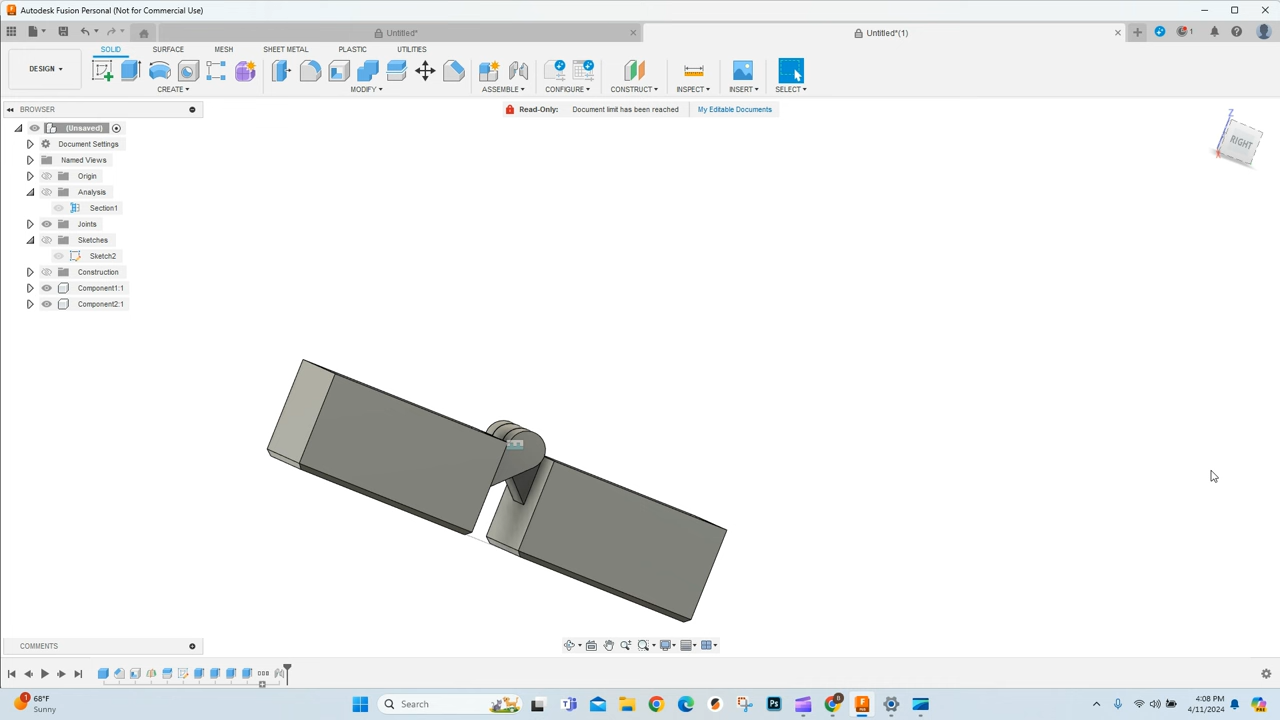 Autodesk Fusion Personal (Not for Commercial Use)
Untitled* Untitled*(1)
DESIGN
SOLID SURFACE MESH SHEET METAL PLASTIC UTILITIES
CREATE MODIFY ASSEMBLE CONFIGURE CONSTRUCT INSPECT INSERT SELECT
1
BROWSER
Read-Only: Document limit has been reached My Editable Documents
(Unsaved)
Document Settings
Named Views
Origin
Analysis
Section1
Joints
Sketches
Sketch2
Construction
Component1:1
Component2:1
Z
RIGHT
COMMENTS
68°F
Sunny
Search
4:08 PM
4/11/2024